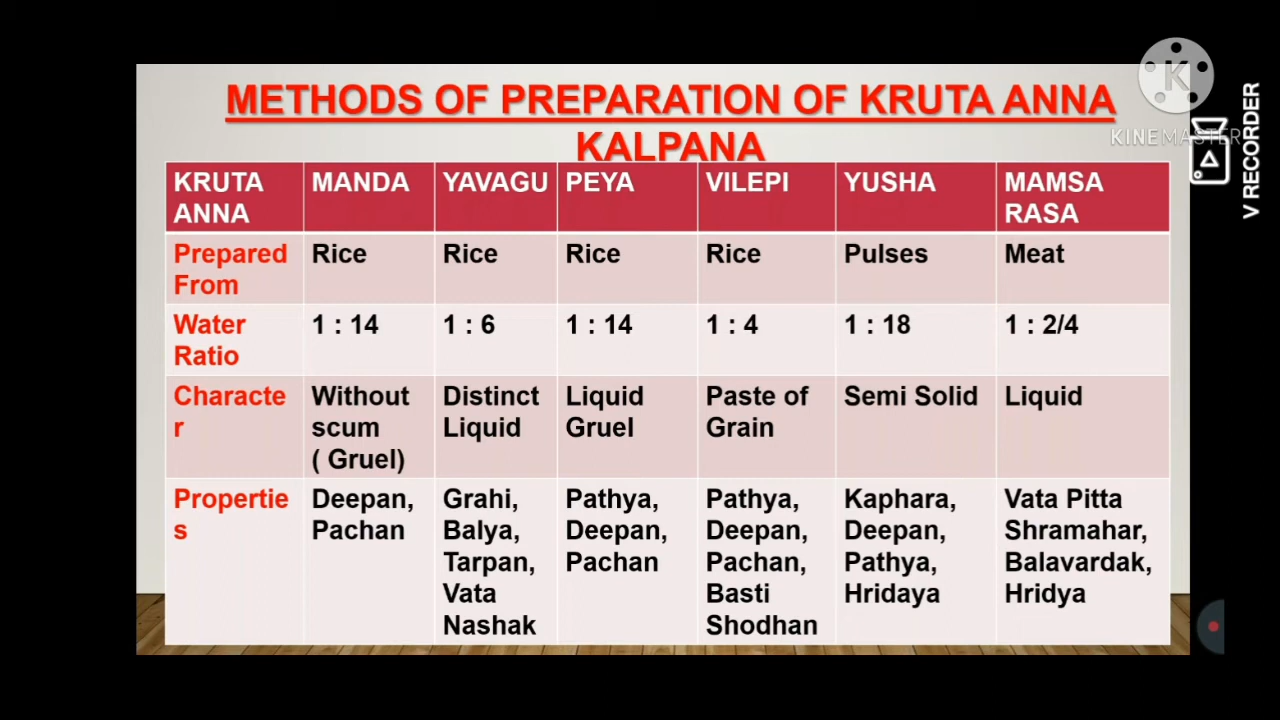 METHODS OF PREPARATION OF KRUTA ANNA
KALPANA
KRUTA ANNA MANDA YAVAGU PEYA VILEPI YUSHA MAMSA RASA
Prepared From Rice Rice Rice Rice Pulses Meat
Water Ratio 1 : 14 1 : 6 1 : 14 1 : 4 1 : 18 1 : 2/4
Character Without scum ( Gruel) Distinct Liquid Liquid Gruel Paste of Grain Semi Solid Liquid
Properties Deepan, Pachan Grahi, Balya, Tarpan, Vata Nashak Pathya, Deepan, Pachan Pathya, Deepan, Pachan, Basti Shodhan Kaphara, Deepan, Pathya, Hridaya Vata Pitta Shramahar, Balavardak, Hridya
K
KINEMASTER
V RECORDER